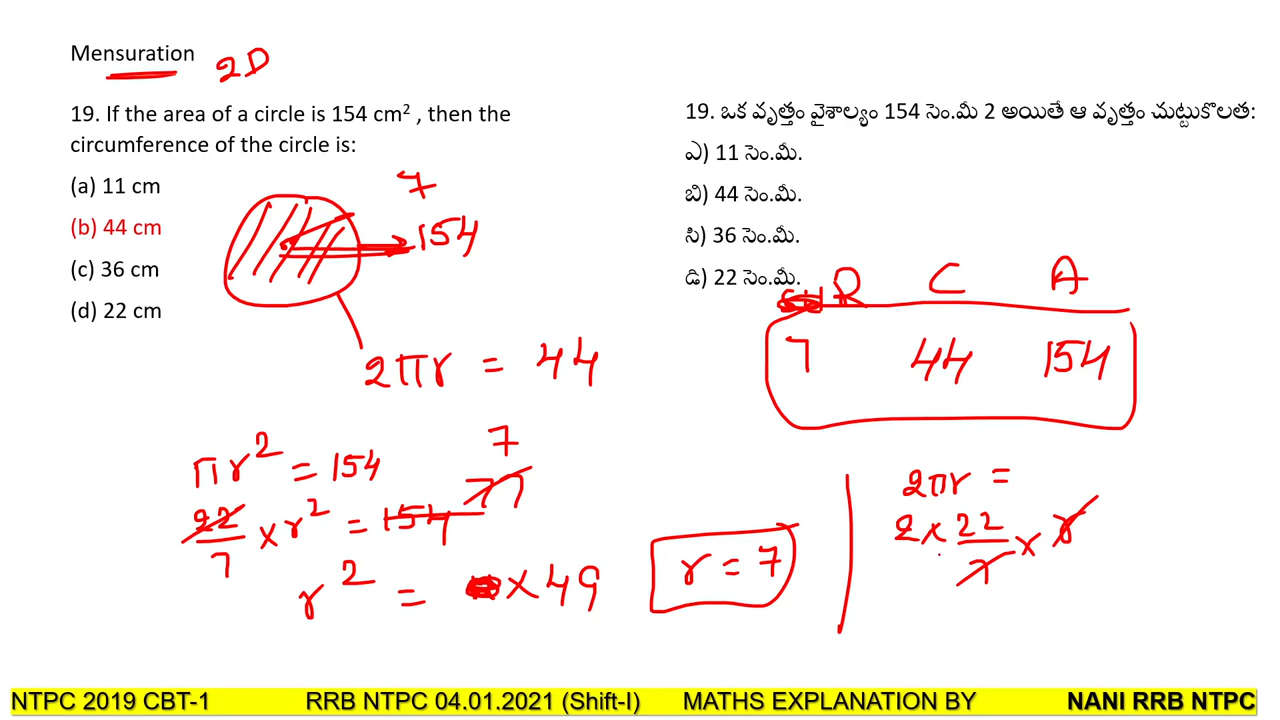 Mensuration
2D
19. If the area of a circle is 154 cm² , then the
circumference of the circle is:
(a) 11 cm
(b) 44 cm
(c) 36 cm
(d) 22 cm
7
154
2πr = 44
πr² = 154
7
22/7 × r² = 154 77
r² = × 49
r = 7
19. ఒక వృత్తం వైశాల్యం 154 సెం.మీ 2 అయితే ఆ వృత్తం చుట్టుకొలత:
ఎ) 11 సెం.మీ.
బి) 44 సెం.మీ.
సి) 36 సెం.మీ.
డి) 22 సెం.మీ.
R C A
7 44 154
2πr =
2 × 22/7 × r
NTPC 2019 CBT-1 RRB NTPC 04.01.2021 (Shift-I) MATHS EXPLANATION BY NANI RRB NTPC